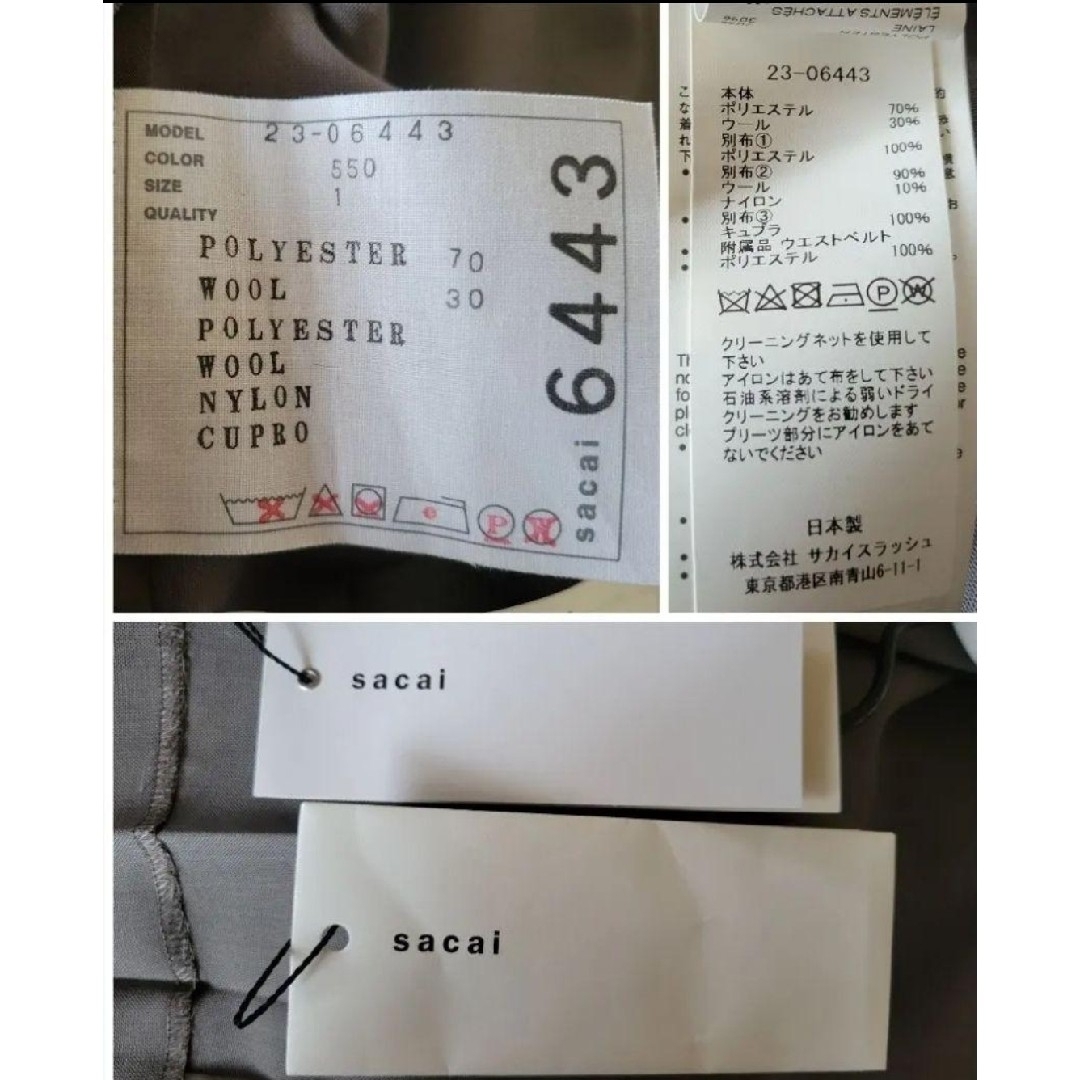 MODEL 23-06443
COLOR 550
SIZE 1
QUALITY
POLYESTER 70
WOOL 30
POLYESTER
WOOL
NYLON
CUPRO
P W
sacai 6443
ÉLÉMENTS ATTACHÉS
LAINE 30%
POLYESTER
23-06443
本体
ポリエステル 70%
ウール 30%
別布①
ポリエステル 100%
別布②
ウール 90%
ナイロン 10%
別布③
キュプラ 100%
附属品 ウエストベルト
ポリエステル 100%
P W
クリーニングネットを使用して
下さい
アイロンはあて布をして下さい
石油系溶剤による弱いドライ
クリーニングをお勧めします
プリーツ部分にアイロンをあて
ないでください
日本製
株式会社 サカイスラッシュ
東京都港区南青山6-11-1
sacai
sacai